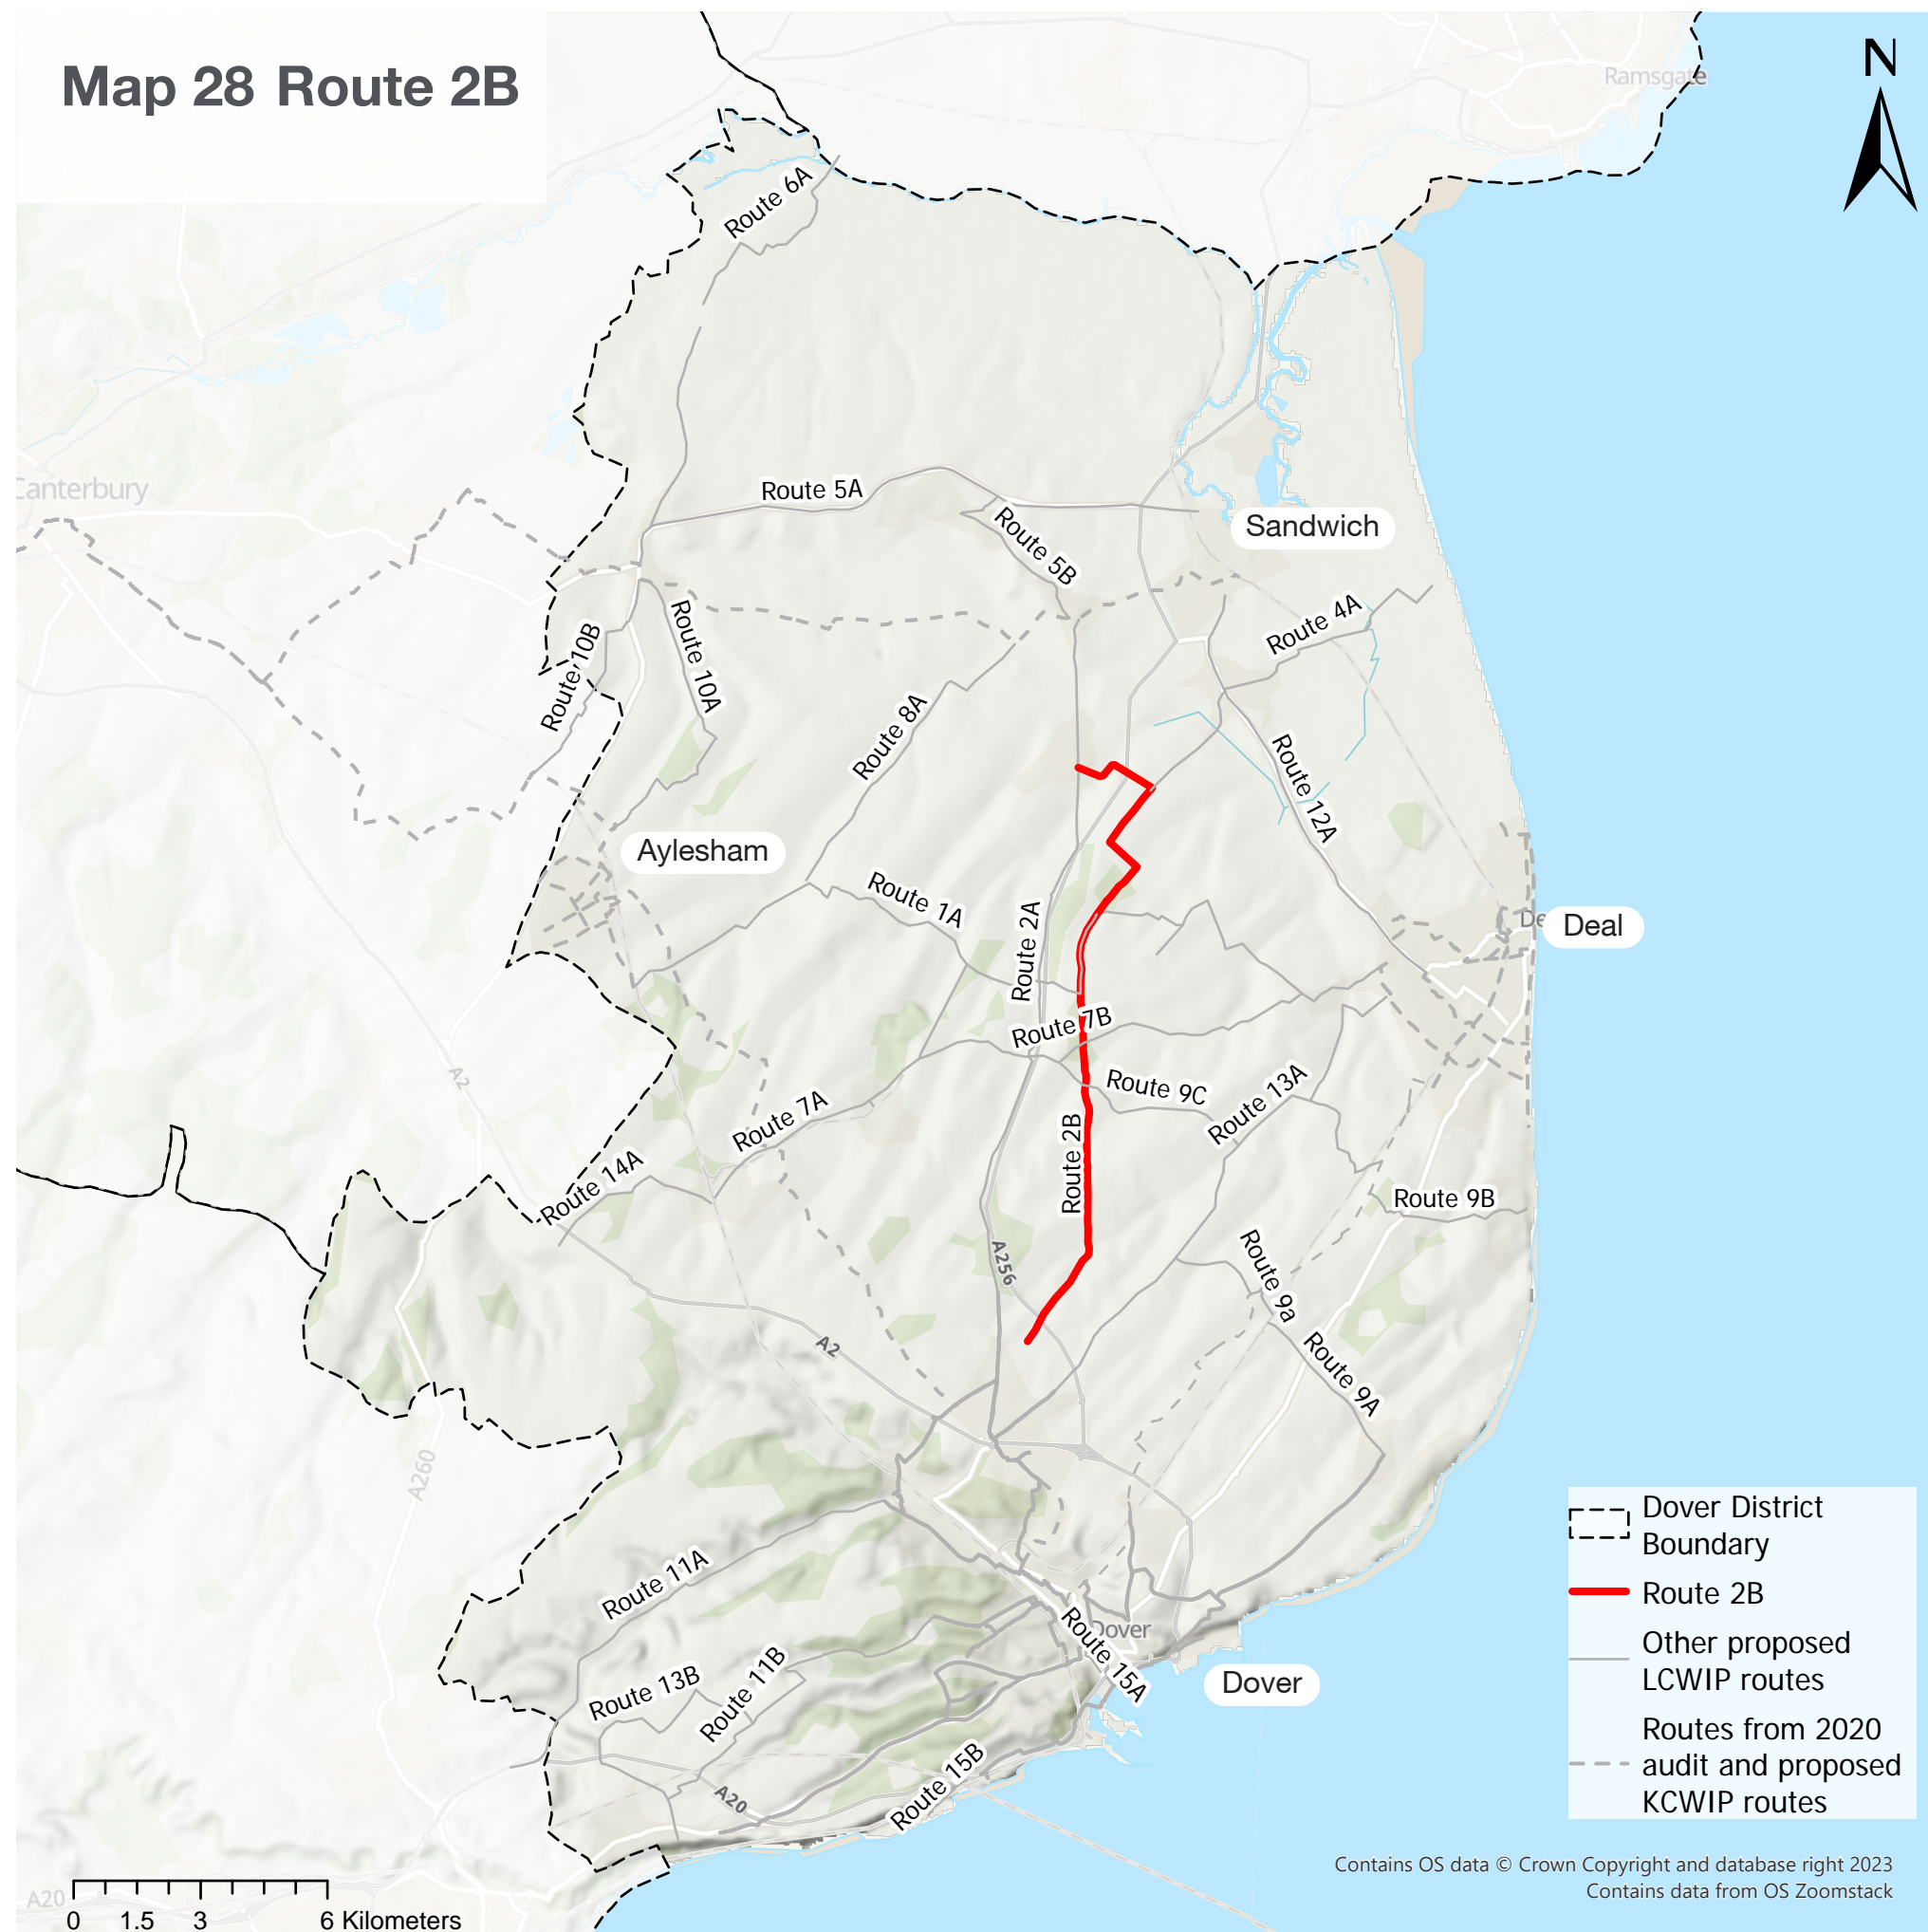 Map 28 Route 2B
N
Ramsgate
Route 6A
Canterbury
Route 5A
Route 5B
Sandwich
Route 4A
Route 10B
Route 10A
Route 8A
Route 12A
Aylesham
Route 1A
Route 2A
De
Deal
Route 7B
A2
Route 9C
Route 13A
Route 7A
Route 2B
Route 14A
Route 9B
A256
Route 9a
A2
Route 9A
A260
Route 11A
Route 13B
Route 11B
Dover
Route 15A
Dover
Route 15B
A20
A20
Dover District
Boundary
Route 2B
Other proposed
LCWIP routes
Routes from 2020
audit and proposed
KCWIP routes
Contains OS data © Crown Copyright and database right 2023
Contains data from OS Zoomstack
0 1.5 3 6 Kilometers